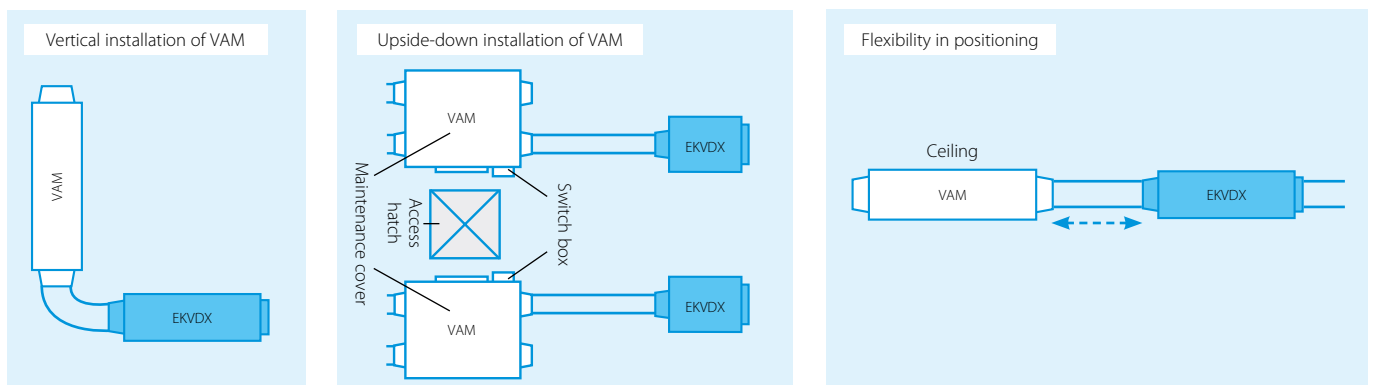 Vertical installation of VAM
VAM
EKVDX
Upside-down installation of VAM
VAM
EKVDX
Maintenance cover
Access
hatch
Switch box
VAM
EKVDX
Flexibility in positioning
Ceiling
VAM
EKVDX